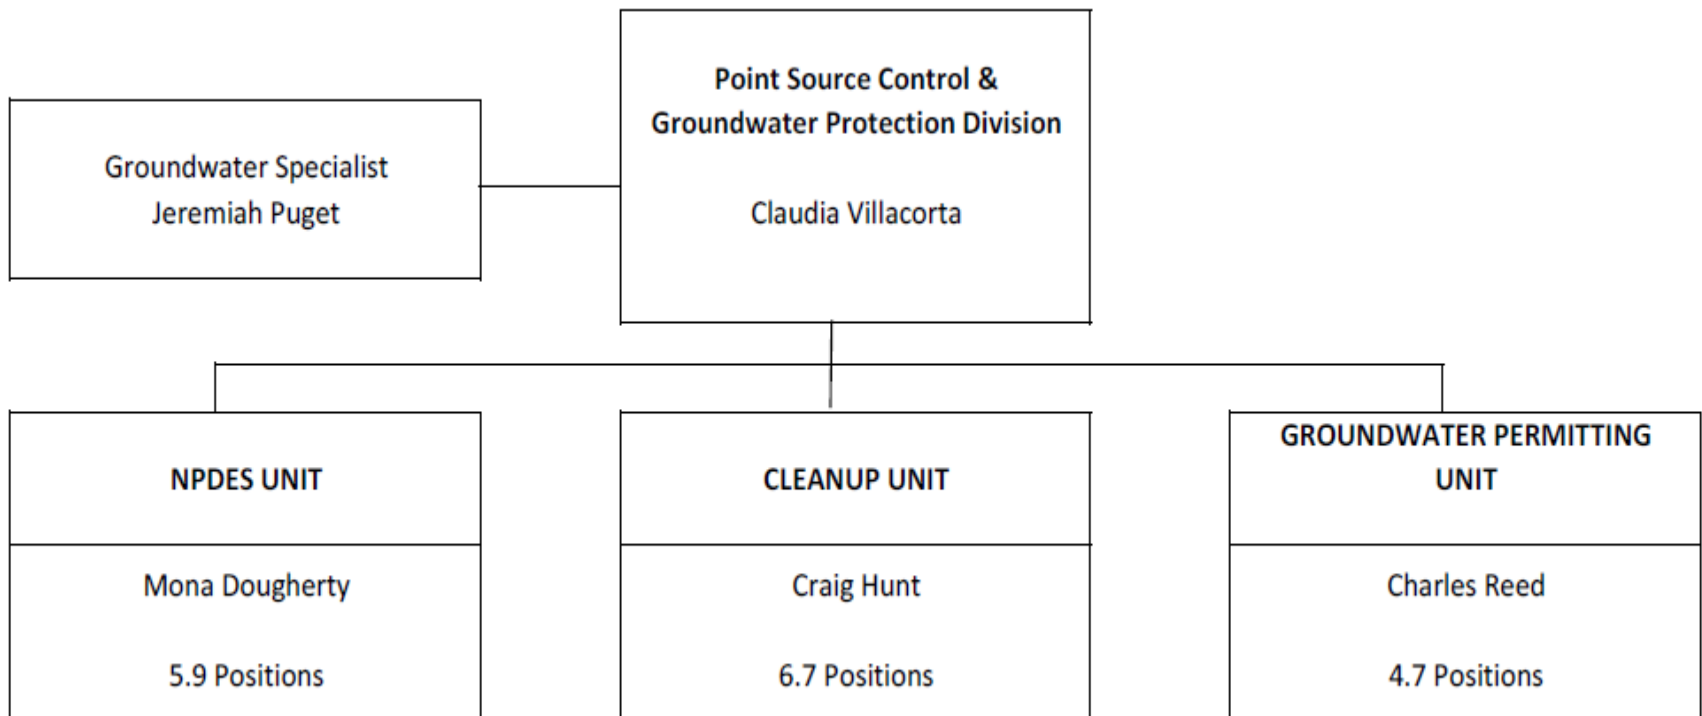 Point Source Control &
Groundwater Protection Division
Claudia Villacorta
Groundwater Specialist
Jeremiah Puget
NPDES UNIT
Mona Dougherty
5.9 Positions
CLEANUP UNIT
Craig Hunt
6.7 Positions
GROUNDWATER PERMITTING
UNIT
Charles Reed
4.7 Positions